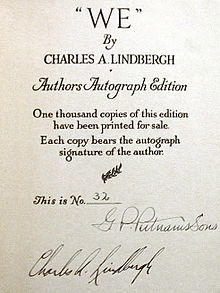 "WE"
By
CHARLES A. LINDBERGH
Authors Autograph Edition
One thousand copies of this edition
have been printed for sale.
Each copy bears the autograph
signature of the author.
This is No. 32
G. P. Putnam's Sons
Charles A. Lindbergh